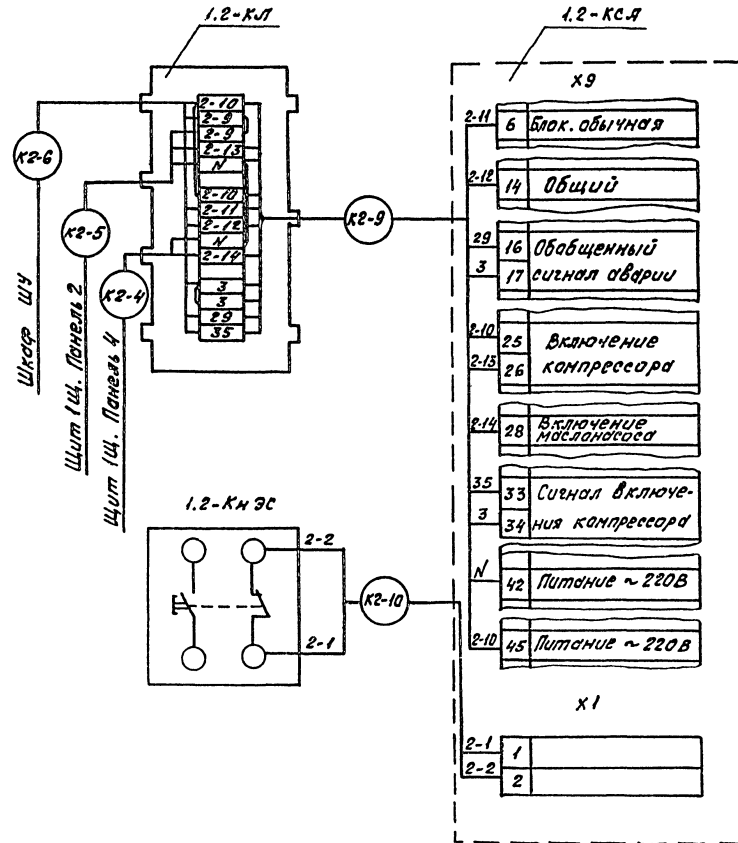 1.2-КЛ
1.2-КСА
К2-6
К2-5
К2-4
Шкаф ШУ
Щит 1Щ. Панель 2
Щит 1Щ. Панель 4
2-10
2-9
2-9
2-13
N
2-10
2-11
2-12
N
2-14
3
3
29
35
К2-9
Х9
2-11 6 Блок. обычная
2-12 14 Общий
29 16 Обобщенный
3 17 сигнал аварии
2-10 25 Включение
2-13 26 компрессора
2-14 28 Включение
маслонасоса
35 33 Сигнал включе-
3 34 ния компрессора
N 42 Питание ~220В
2-10 45 Питание ~220В
1.2-КнЭС
2-2
2-1
К2-10
Х1
2-1 1
2-2 2